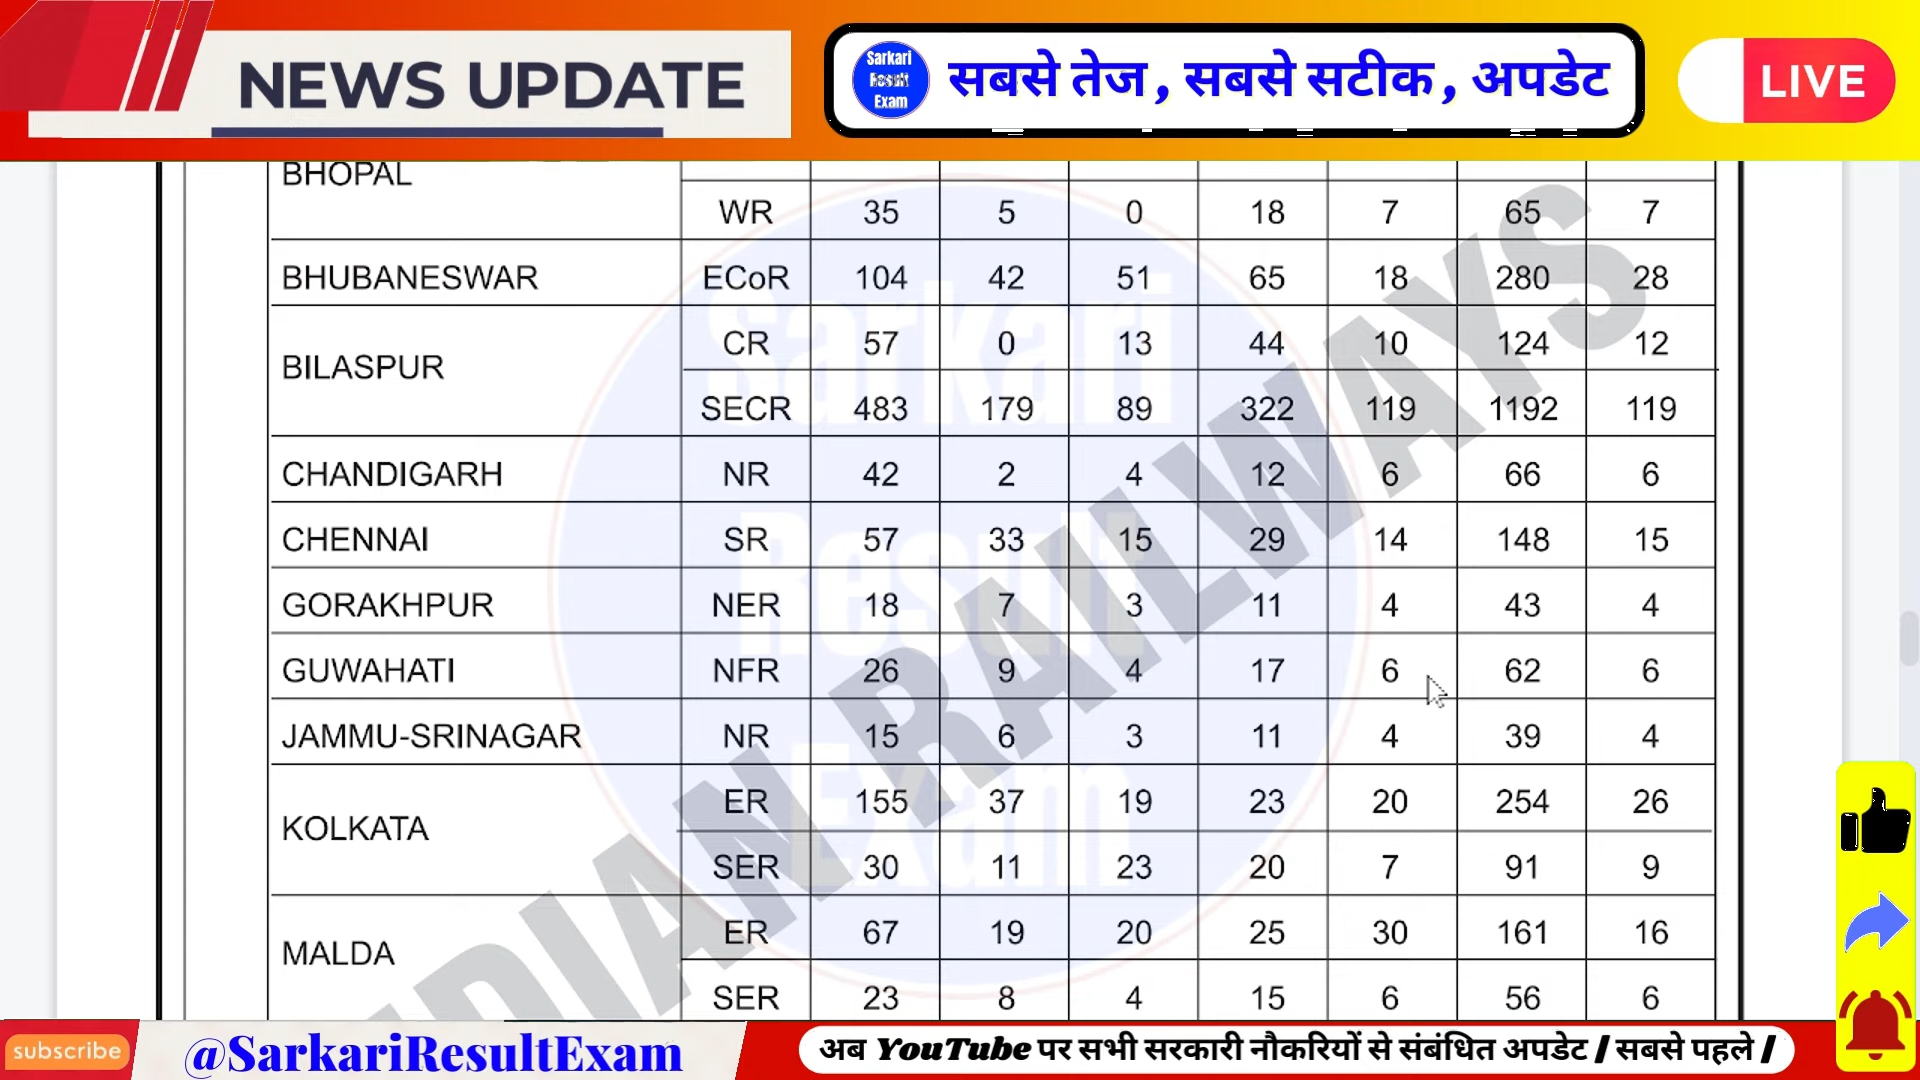 NEWS UPDATE
Sarkari
Result
Exam
सबसे तेज , सबसे सटीक , अपडेट
LIVE
BHOPAL
WR 35 5 0 18 7 65 7
BHUBANESWAR ECoR 104 42 51 65 18 280 28
BILASPUR
CR 57 0 13 44 10 124 12
SECR 483 179 89 322 119 1192 119
CHANDIGARH NR 42 2 4 12 6 66 6
CHENNAI SR 57 33 15 29 14 148 15
GORAKHPUR NER 18 7 3 11 4 43 4
GUWAHATI NFR 26 9 4 17 6 62 6
JAMMU-SRINAGAR NR 15 6 3 11 4 39 4
KOLKATA
ER 155 37 19 23 20 254 26
SER 30 11 23 20 7 91 9
MALDA
ER 67 19 20 25 30 161 16
SER 23 8 4 15 6 56 6
Sarkari
Result
Exam
DIAN RAILWAYS
subscribe
@SarkariResultExam
अब YouTube पर सभी सरकारी नौकरियों से संबंधित अपडेट / सबसे पहले /